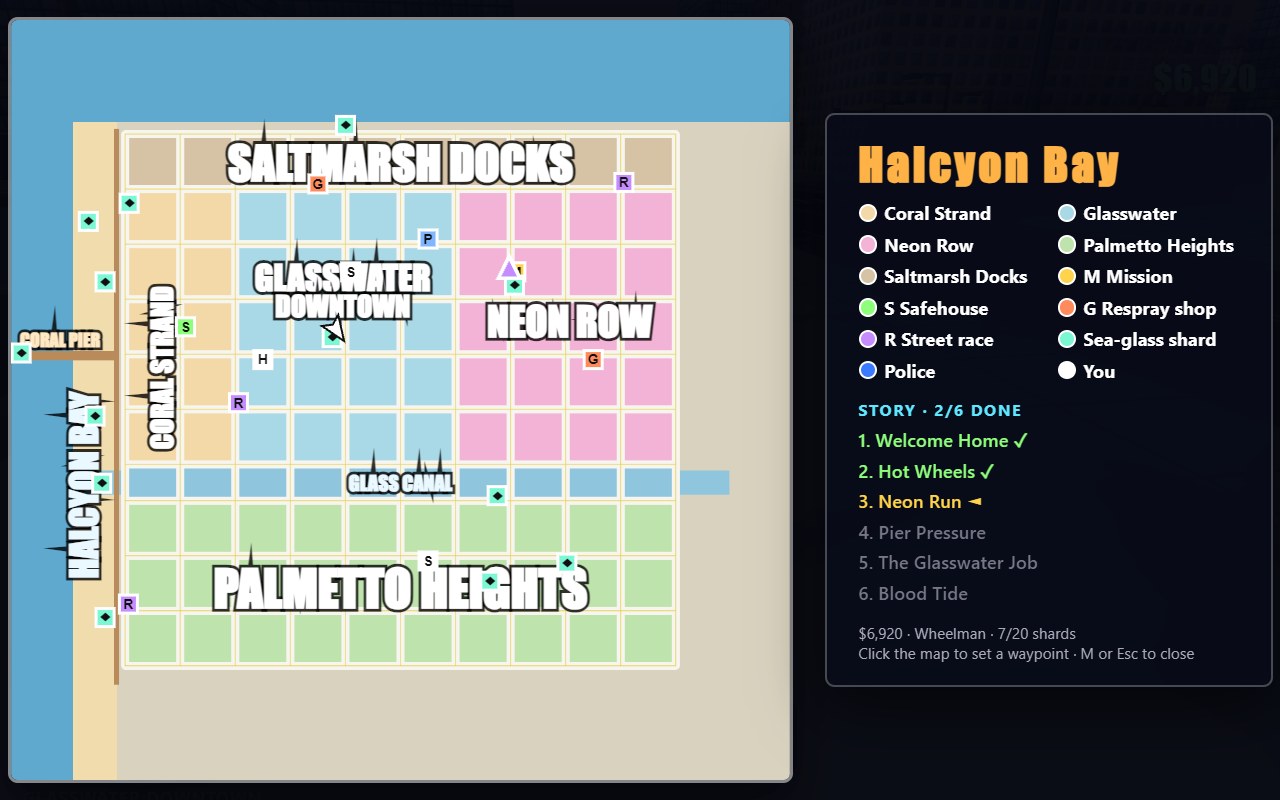 $6,920
SALTMARSH DOCKS
G
R
P
GLASSWATER
DOWNTOWN
S
NEON ROW
CORAL PIER
CORAL STRAND
S
H
G
R
HALCYON BAY
GLASS CANAL
S
PALMETTO HEIGHTS
R
Halcyon Bay
Coral Strand
Glasswater
Neon Row
Palmetto Heights
Saltmarsh Docks
M Mission
S Safehouse
G Respray shop
R Street race
Sea-glass shard
Police
You
STORY · 2/6 DONE
1. Welcome Home ✓
2. Hot Wheels ✓
3. Neon Run ◄
4. Pier Pressure
5. The Glasswater Job
6. Blood Tide
$6,920 · Wheelman · 7/20 shards
Click the map to set a waypoint · M or Esc to close